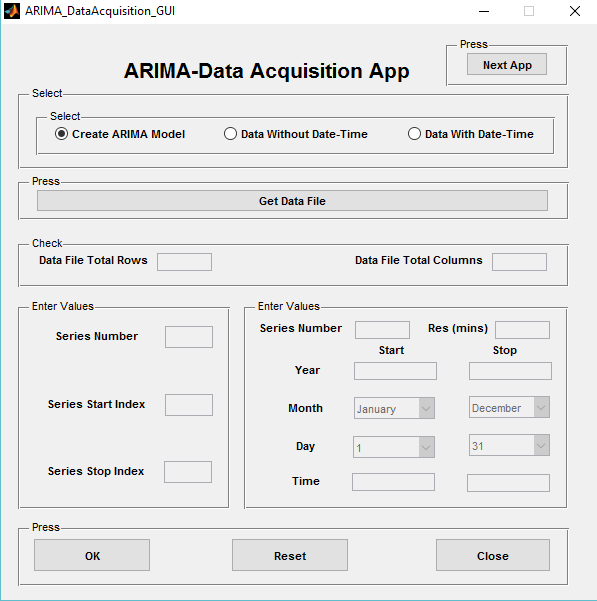 ARIMA_DataAcquisition_GUI
Press
ARIMA-Data Acquisition App
Next App
Select
Select
Create ARIMA Model Data Without Date-Time Data With Date-Time
Press
Get Data File
Check
Data File Total Rows Data File Total Columns
Enter Values
Series Number
Series Start Index
Series Stop Index
Enter Values
Series Number Res (mins)
Start Stop
Year
Month January December
Day 1 31
Time
Press
OK Reset Close